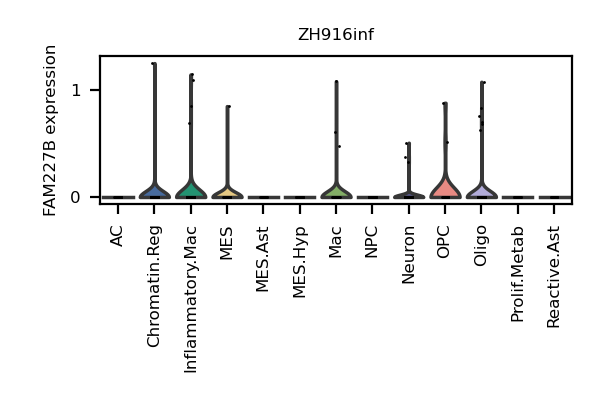 ZH916inf
FAM227B expression
1
0
AC
Chromatin.Reg
Inflammatory.Mac
MES
MES.Ast
MES.Hyp
Mac
NPC
Neuron
OPC
Oligo
Prolif.Metab
Reactive.Ast